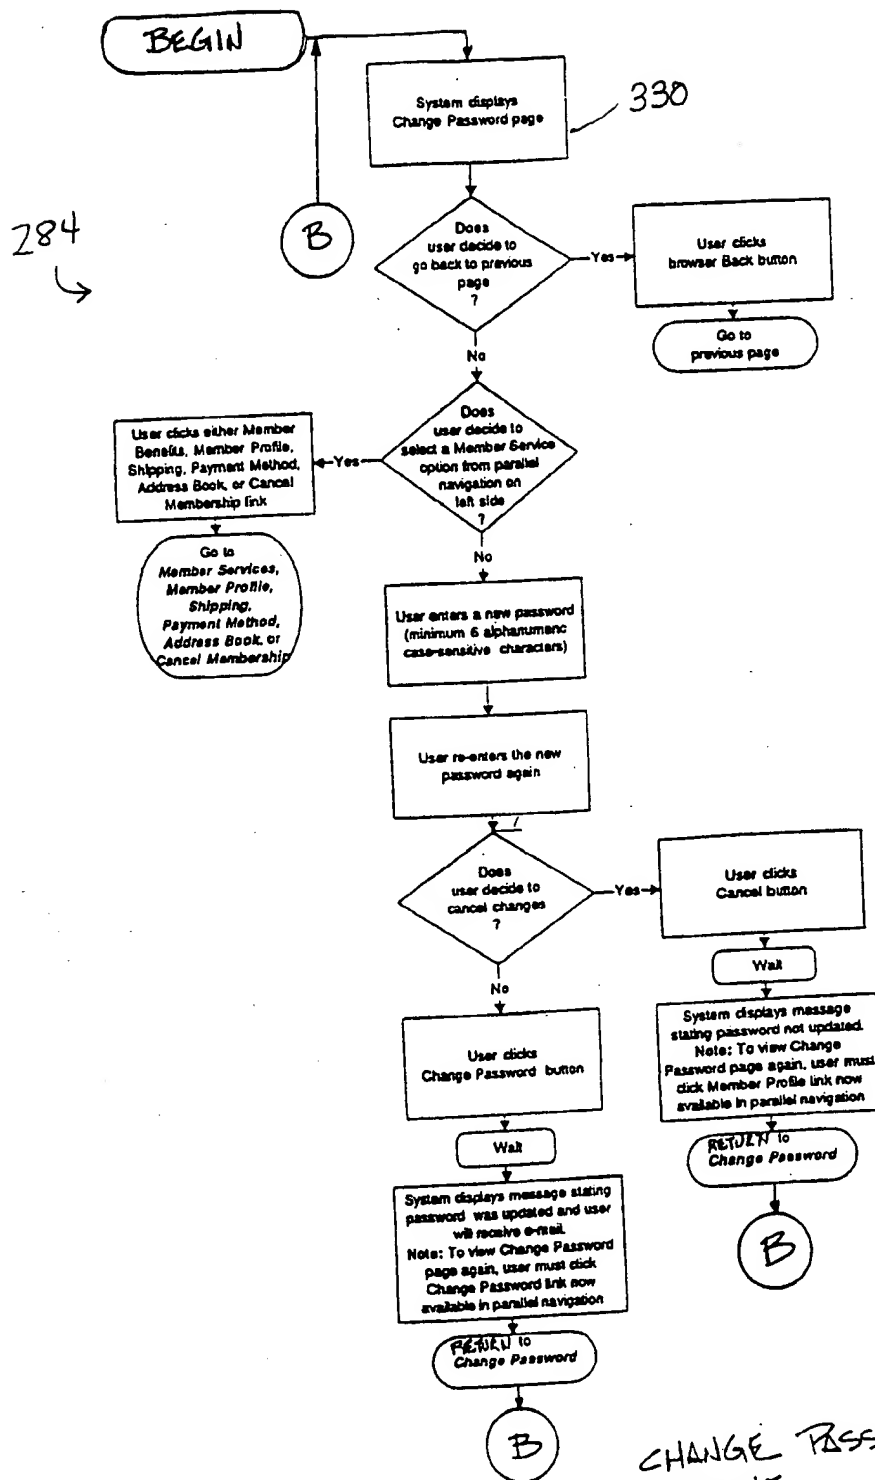 BEGIN
System displays
Change Password page
330
284
B
Does
user decide to
go back to previous
page
?
Yes
User clicks
browser Back button
Go to
previous page
No
Does
user decide to
select a Member Service
option from parallel
navigation on
left side
?
Yes
User clicks either Member
Benefits, Member Profile,
Shipping, Payment Method,
Address Book, or Cancel
Membership link
Go to
Member Services,
Member Profile,
Shipping,
Payment Method,
Address Book, or
Cancel Membership
No
User enters a new password
(minimum 6 alphanumeric
case-sensitive characters)
User re-enters the new
password again
Does
user decide to
cancel changes
?
Yes
User clicks
Cancel button
Wait
System displays message
stating password not updated.
Note: To view Change
Password page again, user must
click Member Profile link now
available in parallel navigation
RETURN to
Change Password
B
No
User clicks
Change Password button
Wait
System displays message stating
password was updated and user
will receive e-mail.
Note: To view Change Password
page again, user must click
Change Password link now
available in parallel navigation
RETURN to
Change Password
B
CHANGE PASS